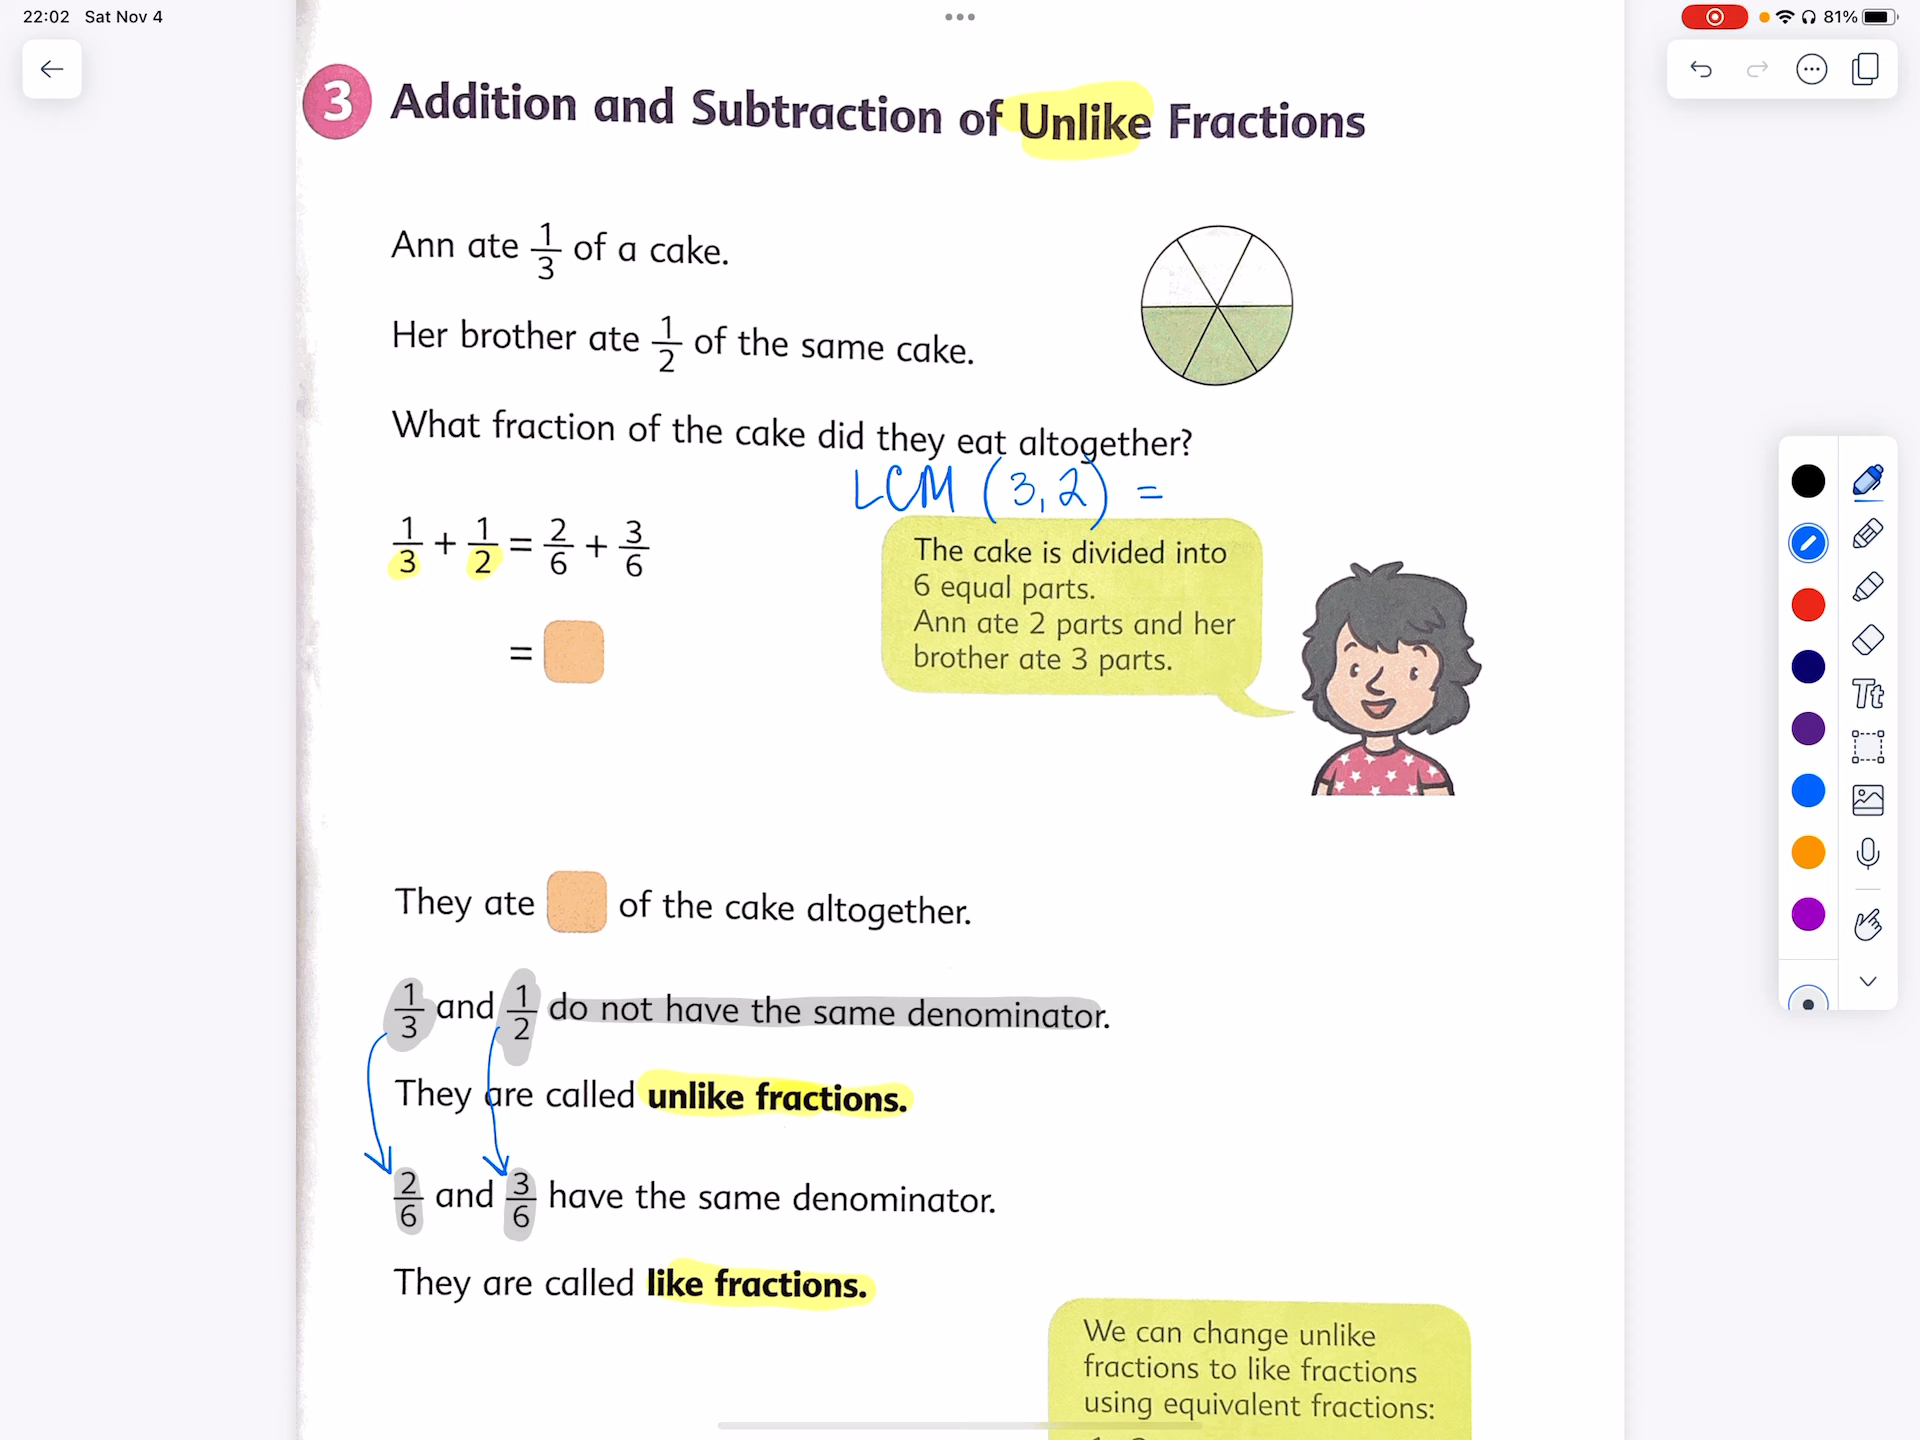 22:02 Sat Nov 4
81%
3 Addition and Subtraction of Unlike Fractions
Ann ate 1/3 of a cake.
Her brother ate 1/2 of the same cake.
What fraction of the cake did they eat altogether?
LCM (3,2) =
1/3 + 1/2 = 2/6 + 3/6
=
The cake is divided into
6 equal parts.
Ann ate 2 parts and her
brother ate 3 parts.
Tt
They ate of the cake altogether.
1/3 and 1/2 do not have the same denominator.
They are called unlike fractions.
2/6 and 3/6 have the same denominator.
They are called like fractions.
We can change unlike
fractions to like fractions
using equivalent fractions: